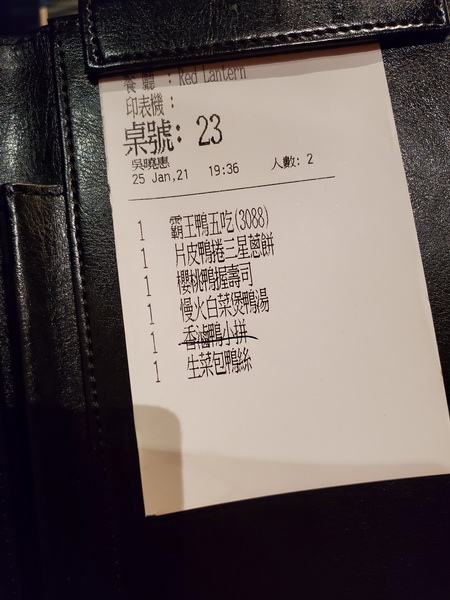 餐廳：Red Lantern
印表機：
桌號：23
吳曉惠
25 Jan,21 19:36 人數：2
1 霸王鴨五吃(3088)
1 片皮鴨捲三星蔥餅
1 櫻桃鴨握壽司
1 慢火白菜煲鴨湯
1 香滷鴨小拼
1 生菜包鴨絲